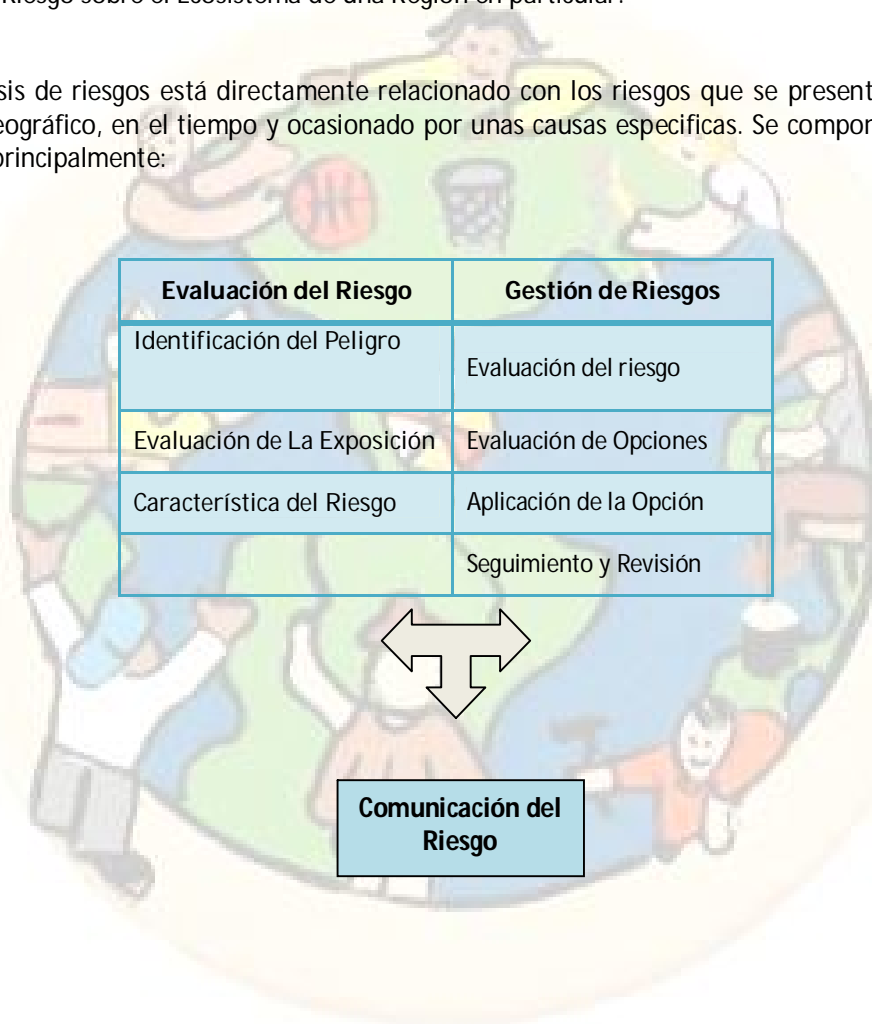 Riesgo sobre el Ecosistema de una Región en particular?
sis de riesgos está directamente relacionado con los riesgos que se present
eográfico, en el tiempo y ocasionado por unas causas especificas. Se compon
principalmente:
Evaluación del Riesgo Gestión de Riesgos
Identificación del Peligro Evaluación del riesgo
Evaluación de La Exposición Evaluación de Opciones
Característica del Riesgo Aplicación de la Opción
Seguimiento y Revisión
Comunicación del
Riesgo